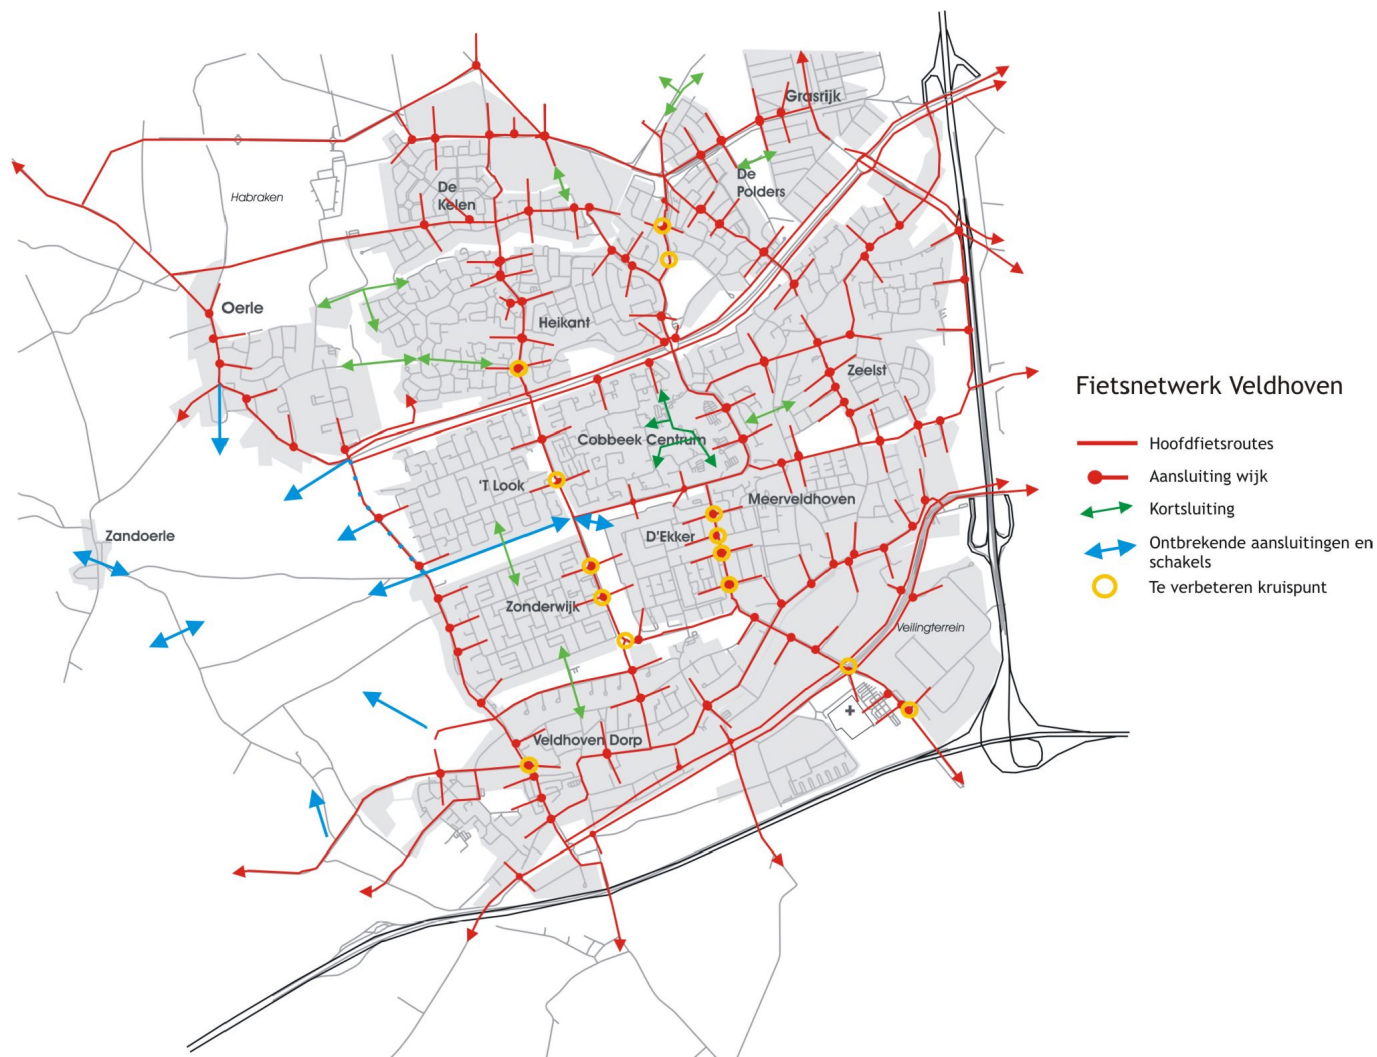 Grasrijk
De
Kelen
De
Polders
Habraken
Oerle
Heikant
Zeelst
Cobbeek Centrum
'T Look
Meerveldhoven
D'Ekker
Zandoerle
Zonderwijk
Veilingterrein
Veldhoven Dorp
Fietsnetwerk Veldhoven
Hoofdfietsroutes
Aansluiting wijk
Kortsluiting
Ontbrekende aansluitingen en
schakels
Te verbeteren kruispunt